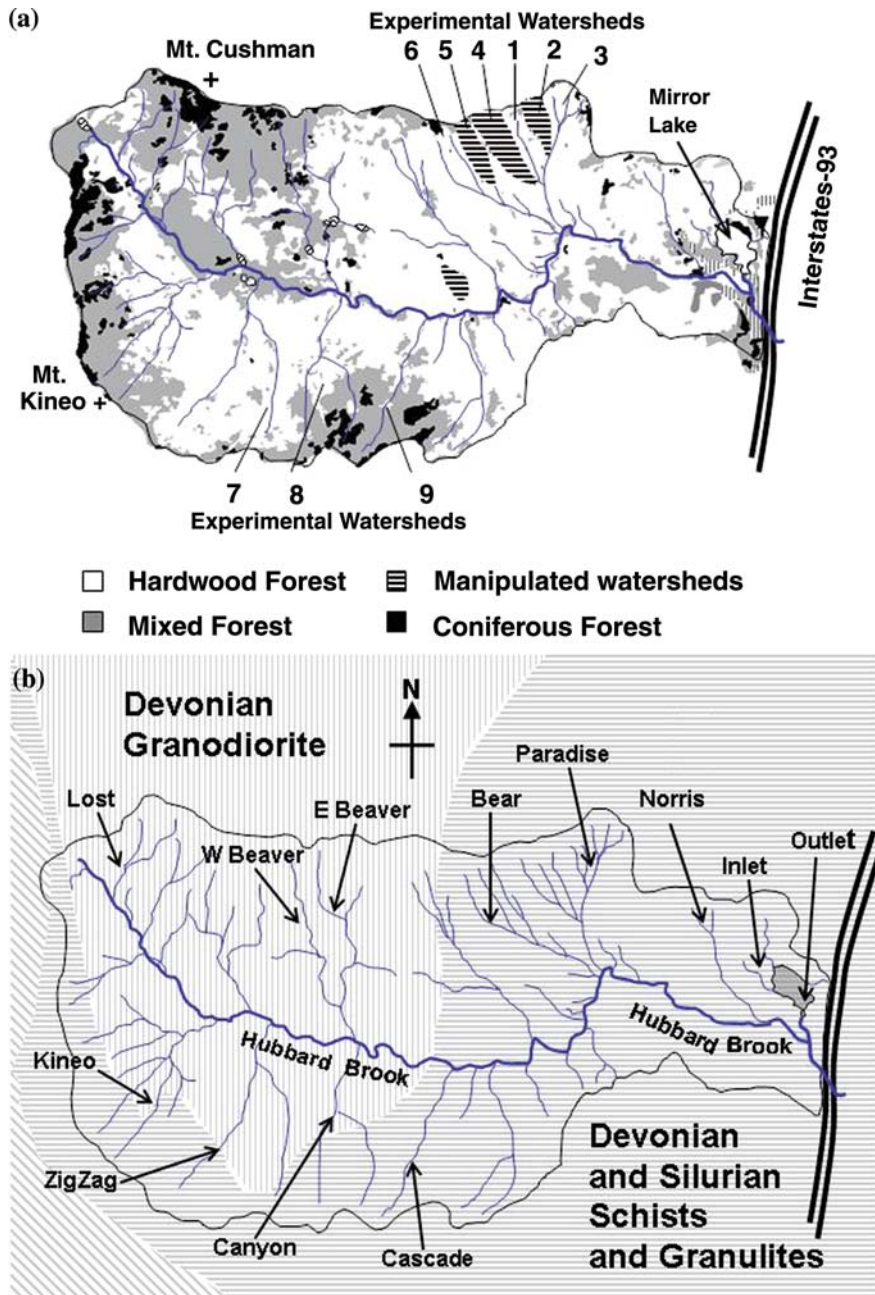 (a)
Experimental Watersheds
Mt. Cushman
+
6 5 4 1 2 3
Mirror
Lake
Interstates-93
Mt.
Kineo +
7 8 9
Experimental Watersheds
Hardwood Forest
Manipulated watersheds
Mixed Forest
Coniferous Forest
(b)
Devonian
Granodiorite
N
Paradise
Lost
E Beaver
Bear
Norris
W Beaver
Outlet
Inlet
Hubbard Brook
Hubbard Brook
Kineo
ZigZag
Canyon
Cascade
Devonian
and Silurian
Schists
and Granulites